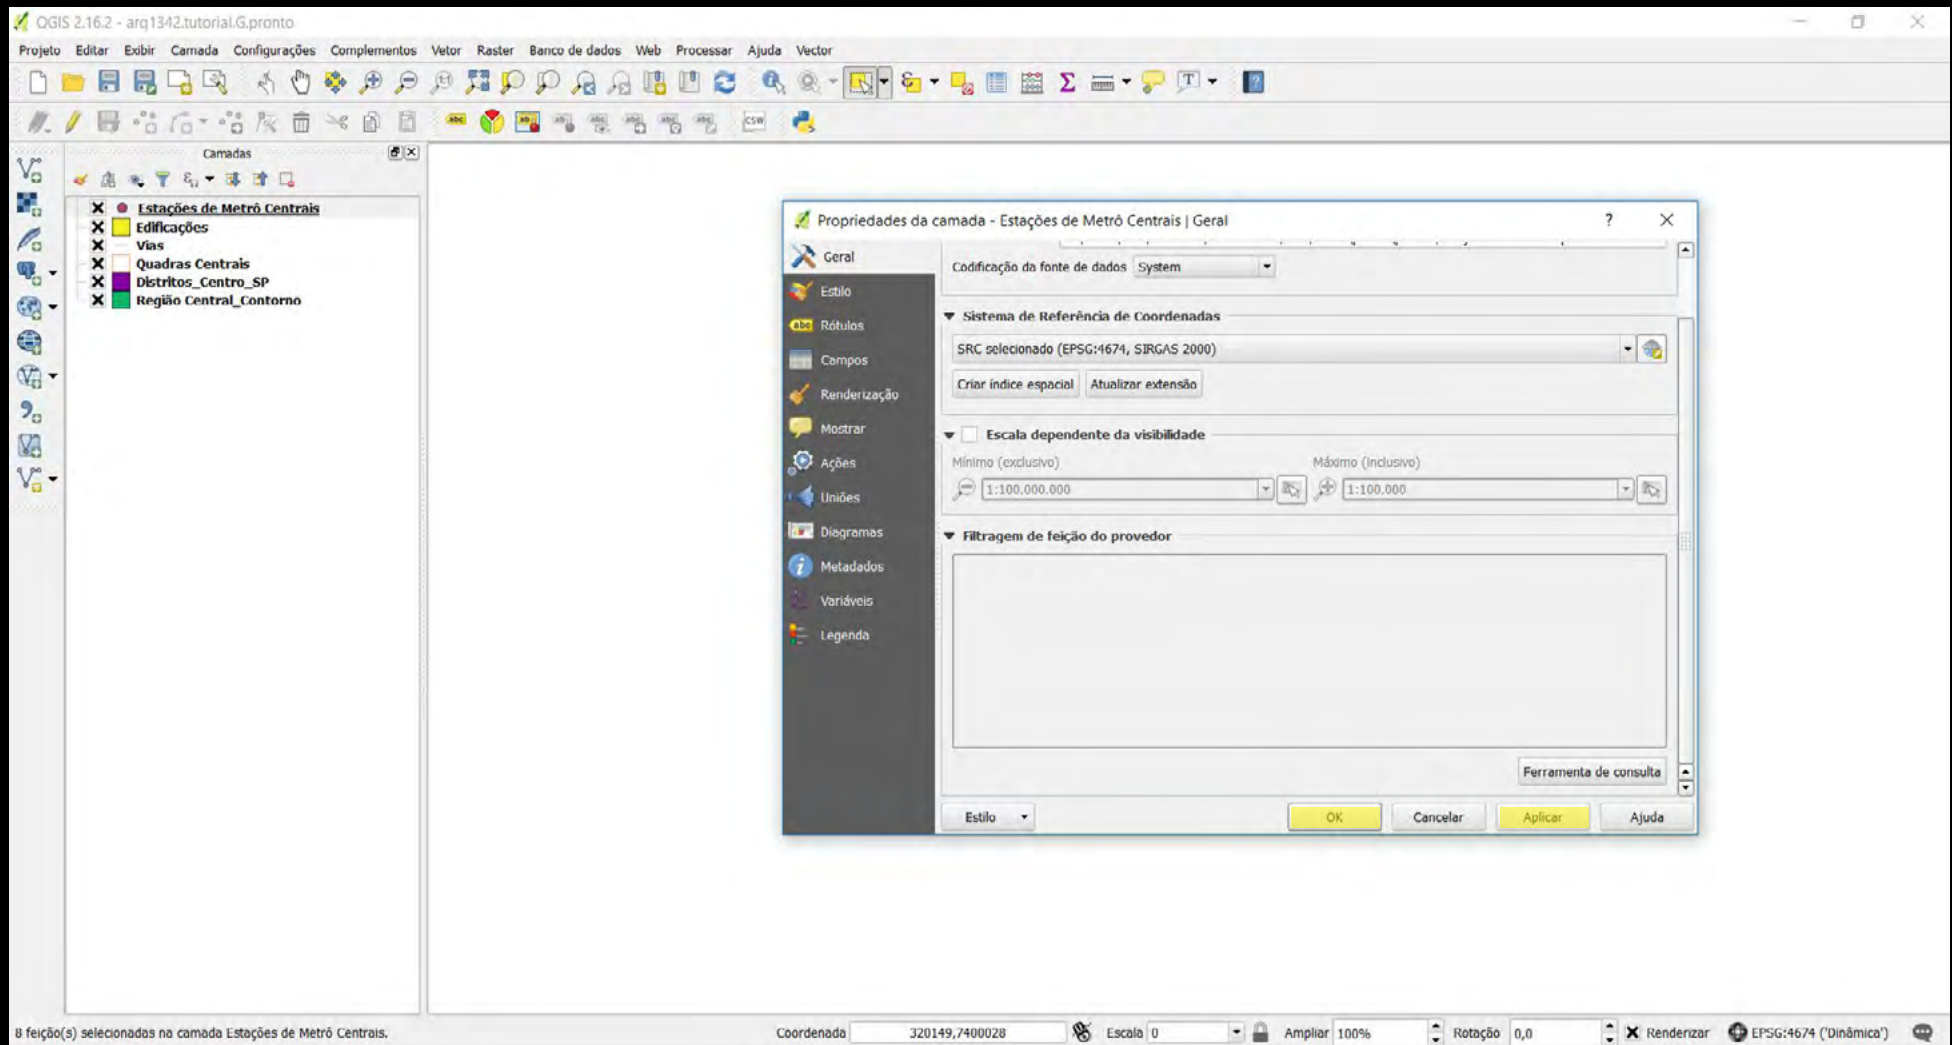 QGIS 2.16.2 - arq1342.tutorial.G.pronto
Projeto Editar Exibir Camada Configurações Complementos Vetor Raster Banco de dados Web Processar Ajuda Vector
Camadas
Estações de Metrô Centrais
Edificações
Vias
Quadras Centrais
Distritos_Centro_SP
Região Central_Contorno
Propriedades da camada - Estações de Metrô Centrais | Geral
Geral
Estilo
Rótulos
Campos
Renderização
Mostrar
Ações
Uniões
Diagramas
Metadados
Variáveis
Legenda
Codificação da fonte de dados System
Sistema de Referência de Coordenadas
SRC selecionado (EPSG:4674, SIRGAS 2000)
Criar índice espacial Atualizar extensão
Escala dependente da visibilidade
Mínimo (exclusivo) Máximo (inclusivo)
1:100.000.000 1:100.000
Filtragem de feição do provedor
Ferramenta de consulta
Estilo OK Cancelar Aplicar Ajuda
8 feição(s) selecionadas na camada Estações de Metrô Centrais. Coordenada 320149,7400028 Escala 0 Ampliar 100% Rotação 0,0 Renderizar EPSG:4674 ('Dinâmica')